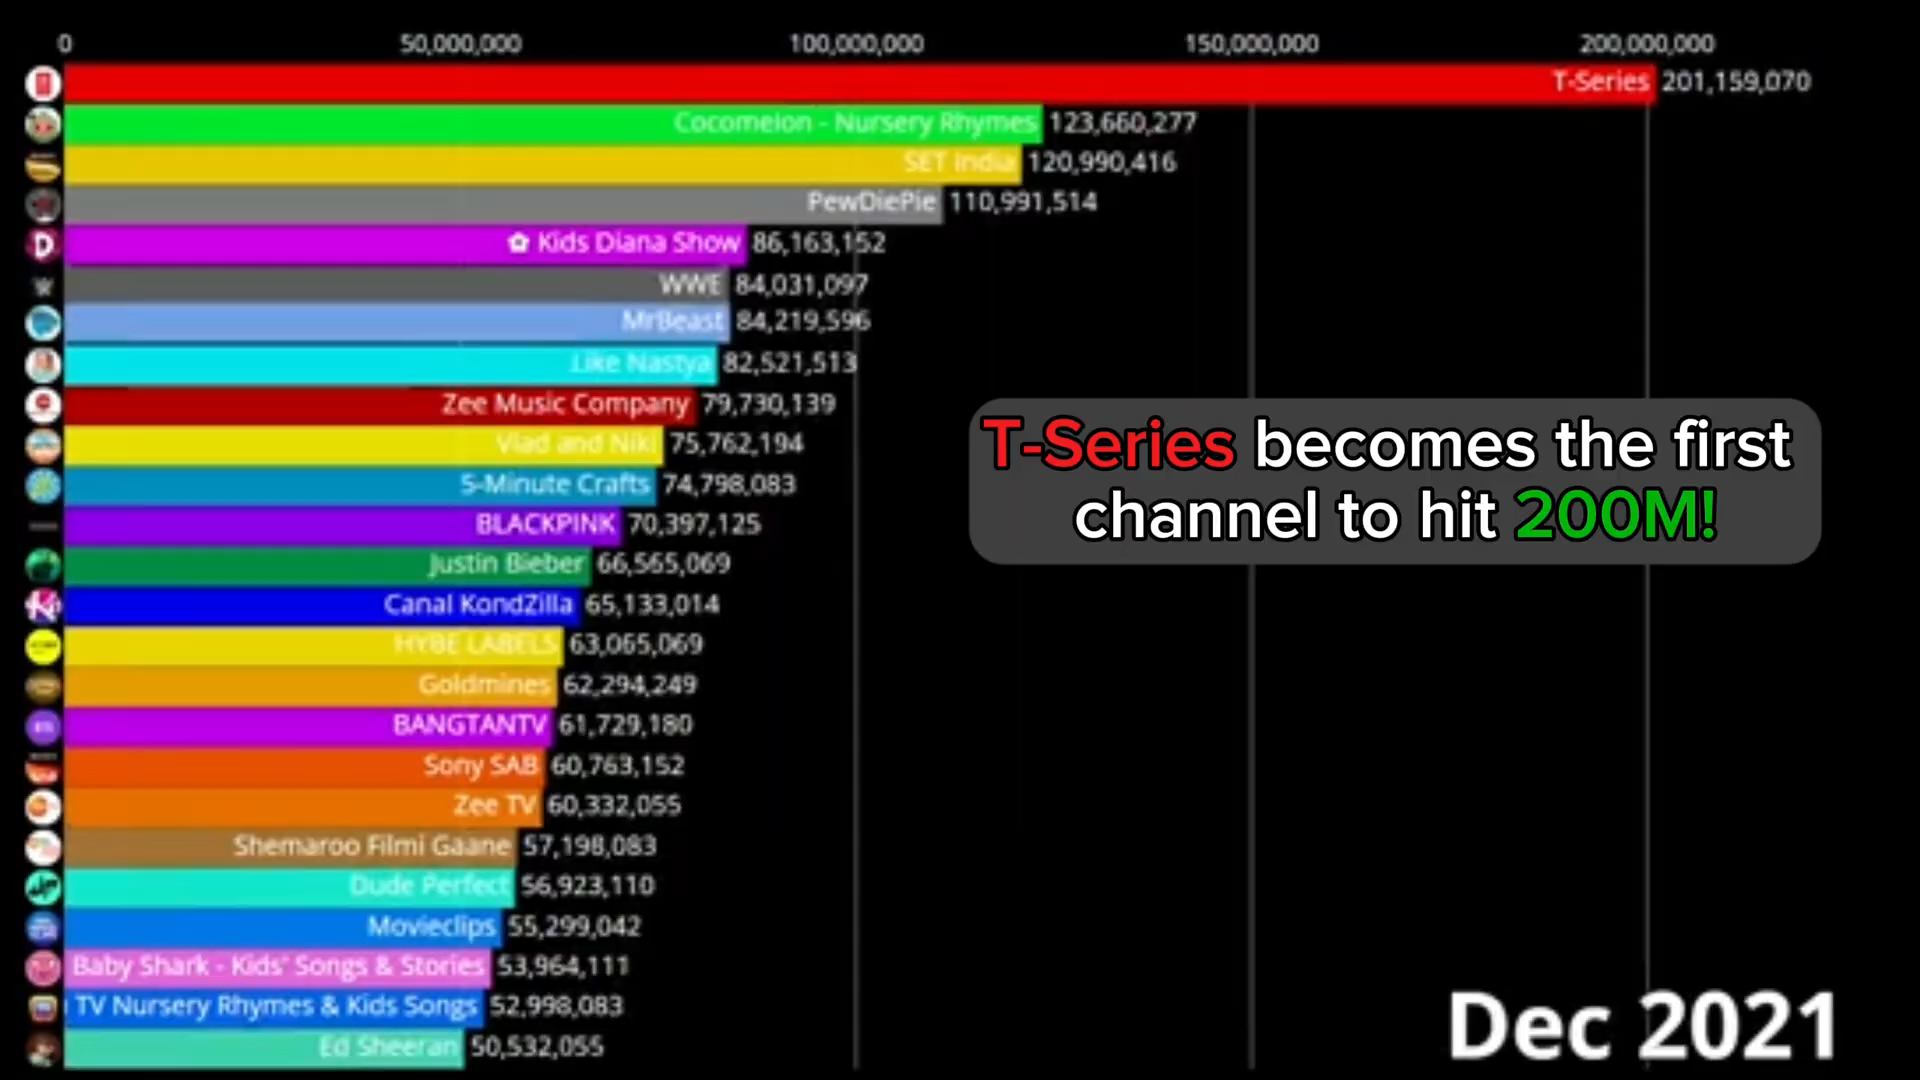 0 50,000,000 100,000,000 150,000,000 200,000,000
T-Series 201,159,070
Cocomelon - Nursery Rhymes 123,660,277
SET India 120,990,416
PewDiePie 110,991,514
✿ Kids Diana Show 86,163,152
WWE 84,031,097
MrBeast 84,219,596
Like Nastya 82,521,513
Zee Music Company 79,730,139
Vlad and Niki 75,762,194
5-Minute Crafts 74,798,083
BLACKPINK 70,397,125
Justin Bieber 66,565,069
Canal KondZilla 65,133,014
HYBE LABELS 63,065,069
Goldmines 62,294,249
BANGTANTV 61,729,180
Sony SAB 60,763,152
Zee TV 60,332,055
Shemaroo Filmi Gaane 57,198,083
Dude Perfect 56,923,110
Movieclips 55,299,042
Baby Shark - Kids' Songs & Stories 53,964,111
TV Nursery Rhymes & Kids Songs 52,998,083
Ed Sheeran 50,532,055
T-Series becomes the first
channel to hit 200M!
Dec 2021